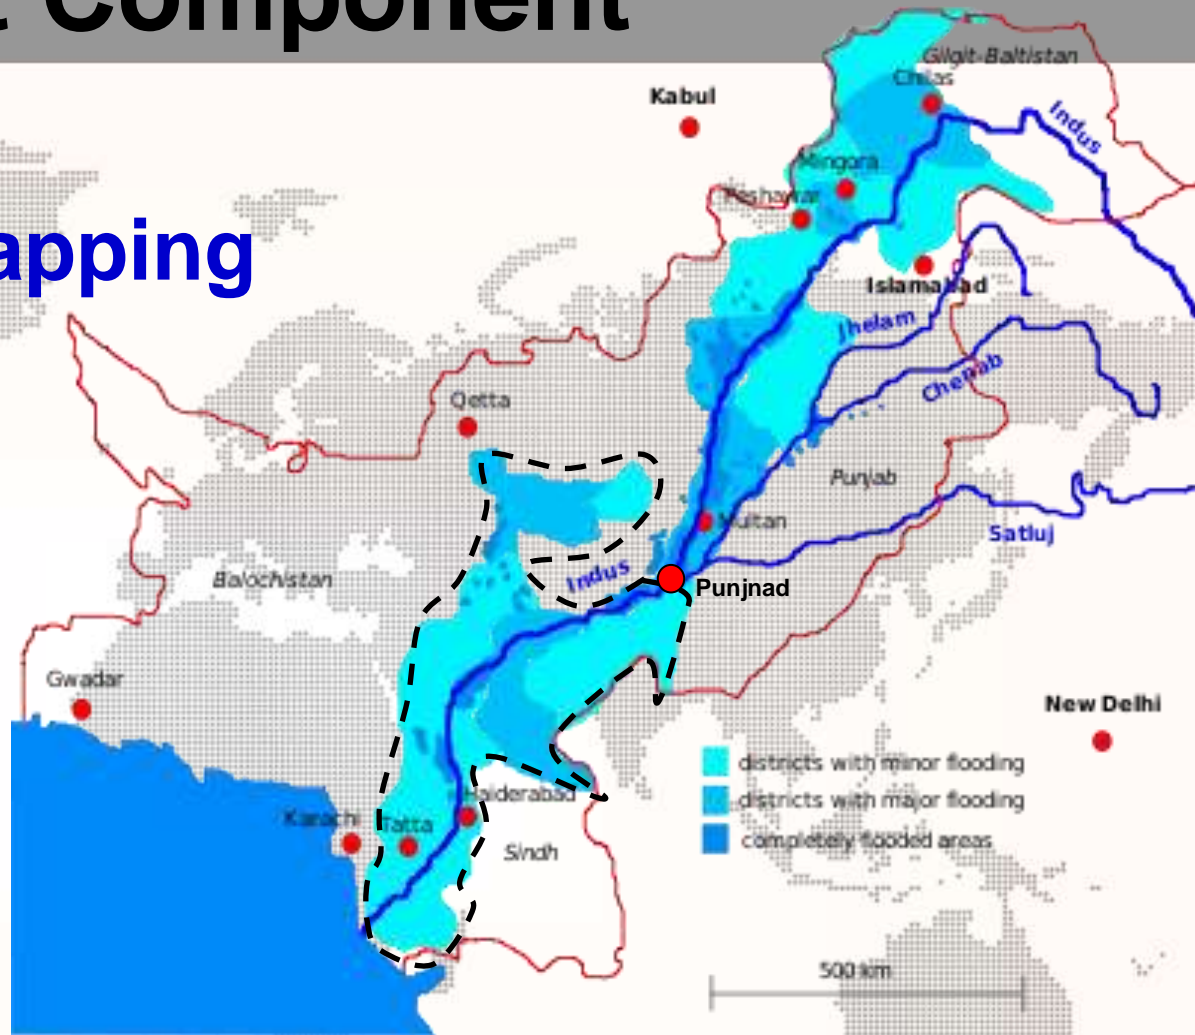 t Component
Gilgit-Baltistan
Chilas
Kabul
Indus
Mingora
Peshawar
apping
Islamabad
Jhelam
Chenab
Qetta
Punjab
Multan
Satluj
Balochistan
Indus
Punjnad
Gwadar
New Delhi
districts with minor flooding
Haiderabad
districts with major flooding
Karachi
Tatta
completely flooded areas
Sindh
500 km